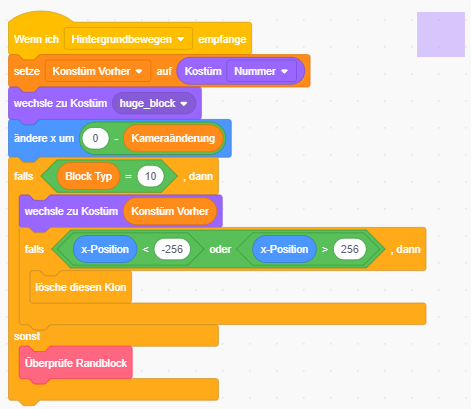 Wenn ich Hintergrundbewegen empfange
setze Konstüm Vorher auf Kostüm Nummer
wechsle zu Kostüm huge_block
ändere x um 0 - Kameraänderung
falls Block Typ = 10 , dann
wechsle zu Kostüm Konstüm Vorher
falls x-Position < -256 oder x-Position > 256 , dann
lösche diesen Klon
sonst
Überprüfe Randblock